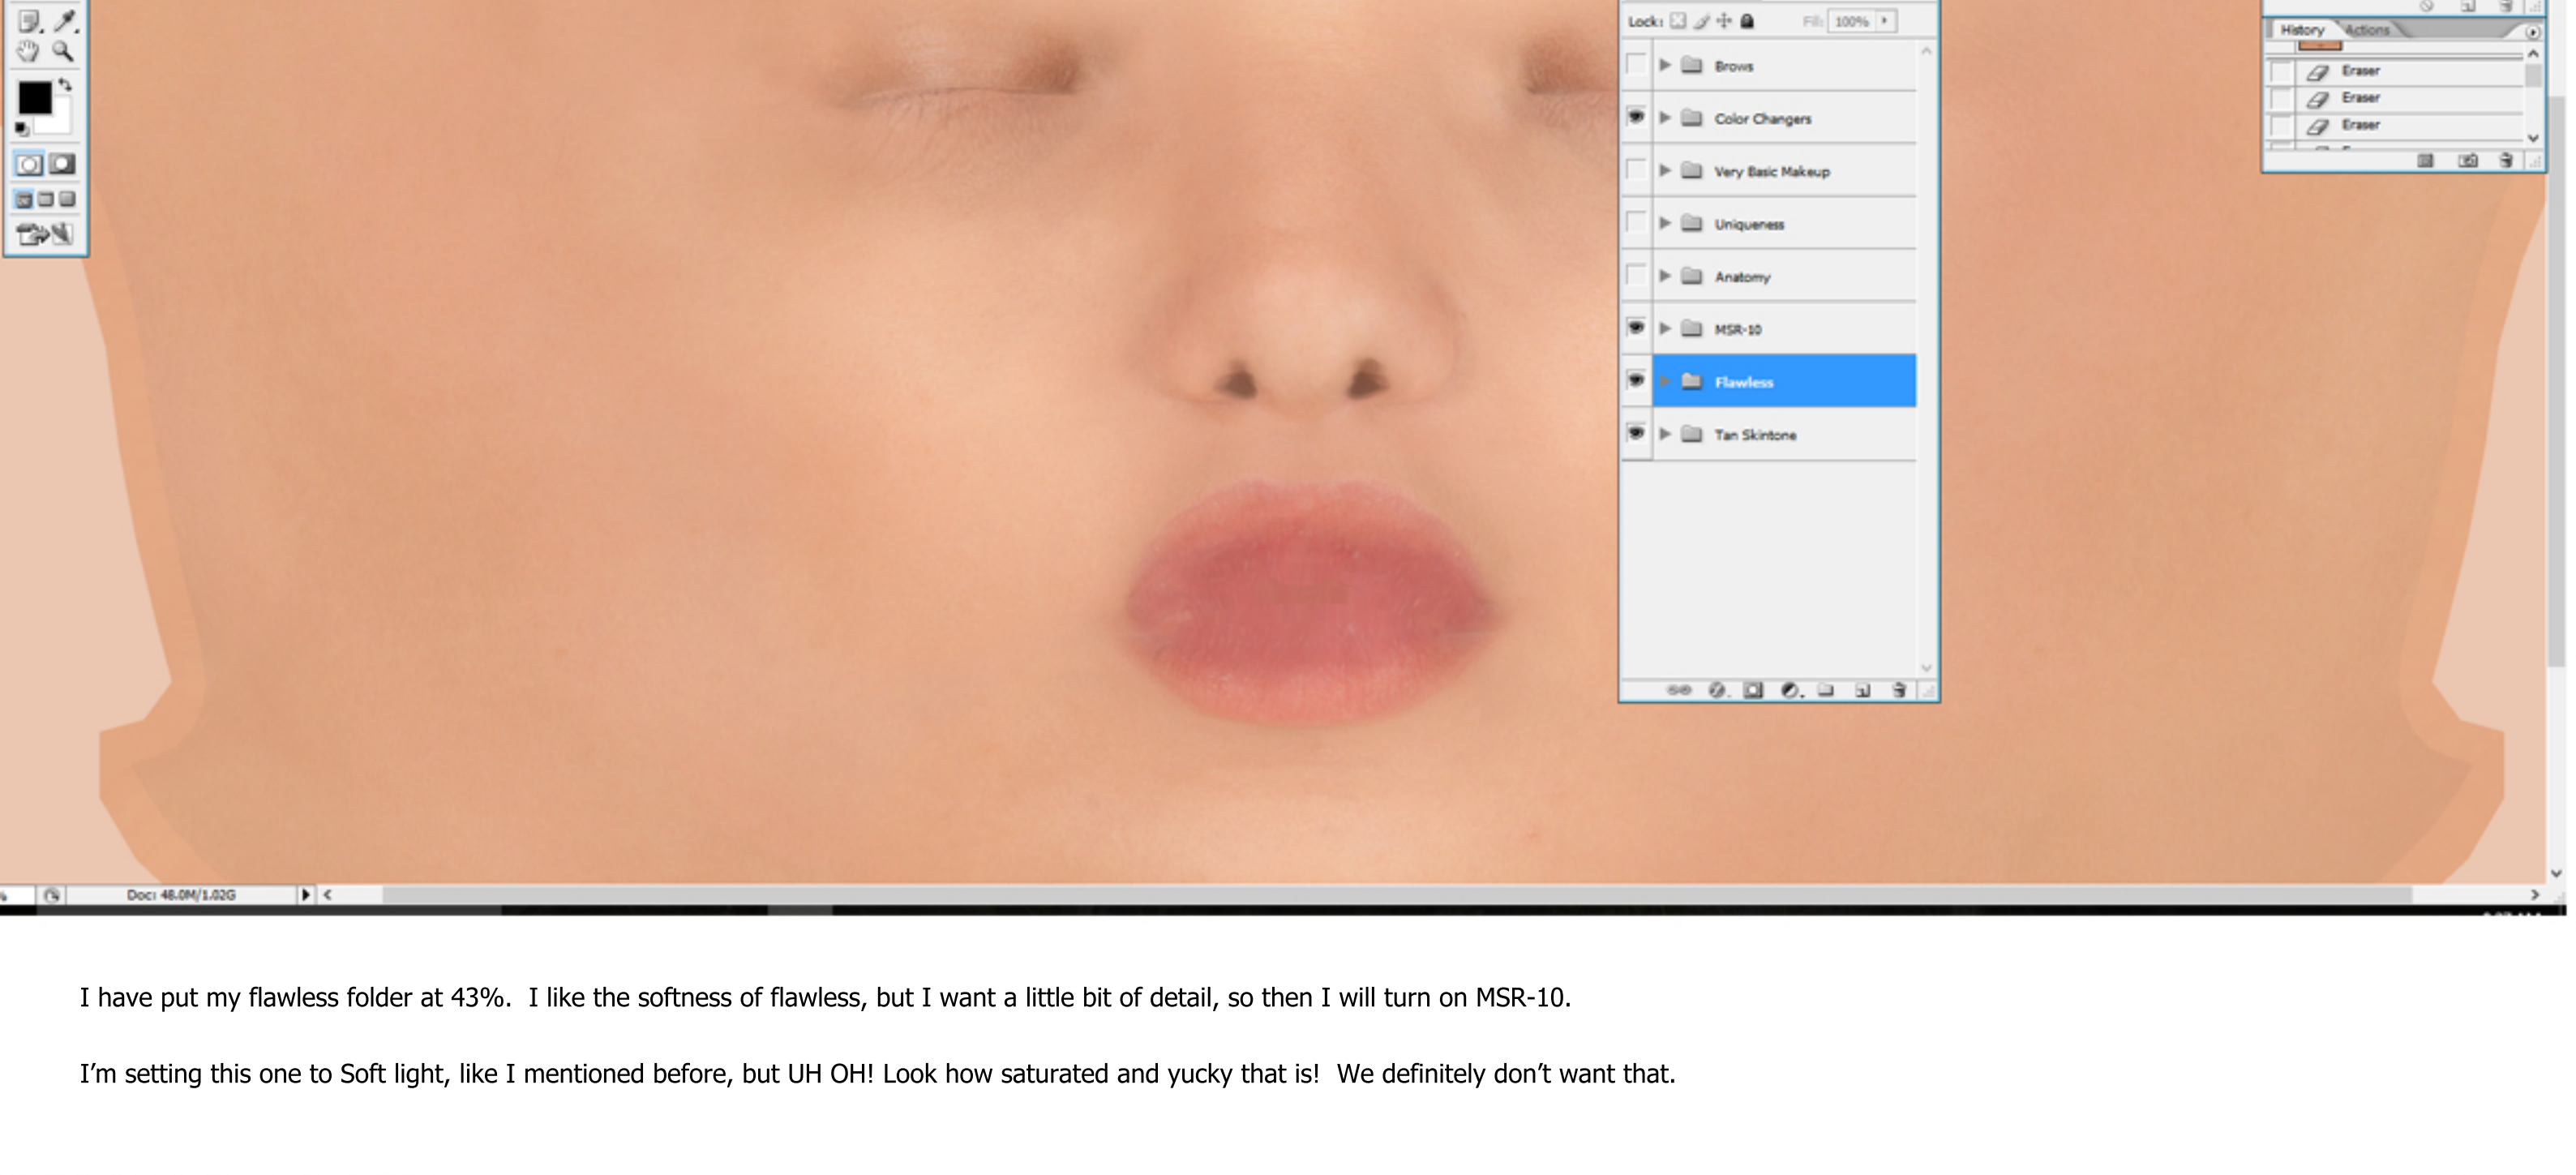 Lock: Fill: 100%
History Actions
Brows
Eraser
Color Changers
Eraser
Very Basic Makeup
Eraser
Uniqueness
Anatomy
MSR-10
Flawless
Tan Skintone
Doc: 48.0M/1.02G
I have put my flawless folder at 43%.  I like the softness of flawless, but I want a little bit of detail, so then I will turn on MSR-10.
I’m setting this one to Soft light, like I mentioned before, but UH OH! Look how saturated and yucky that is!  We definitely don’t want that.